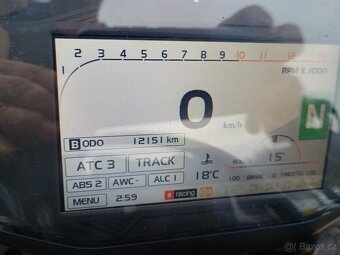 2 3 4 5 6 7 8 9 10 11 12 13
1
RPM X 1000
0 km/h
N
B ODO 12151 km
ATC 3 TRACK
15°
ABS 2 AWC- ALC 1 18°C
100 BRAKE 0 THROTTLE 100
MENU 2:59 a racing
©Bazoš.cz